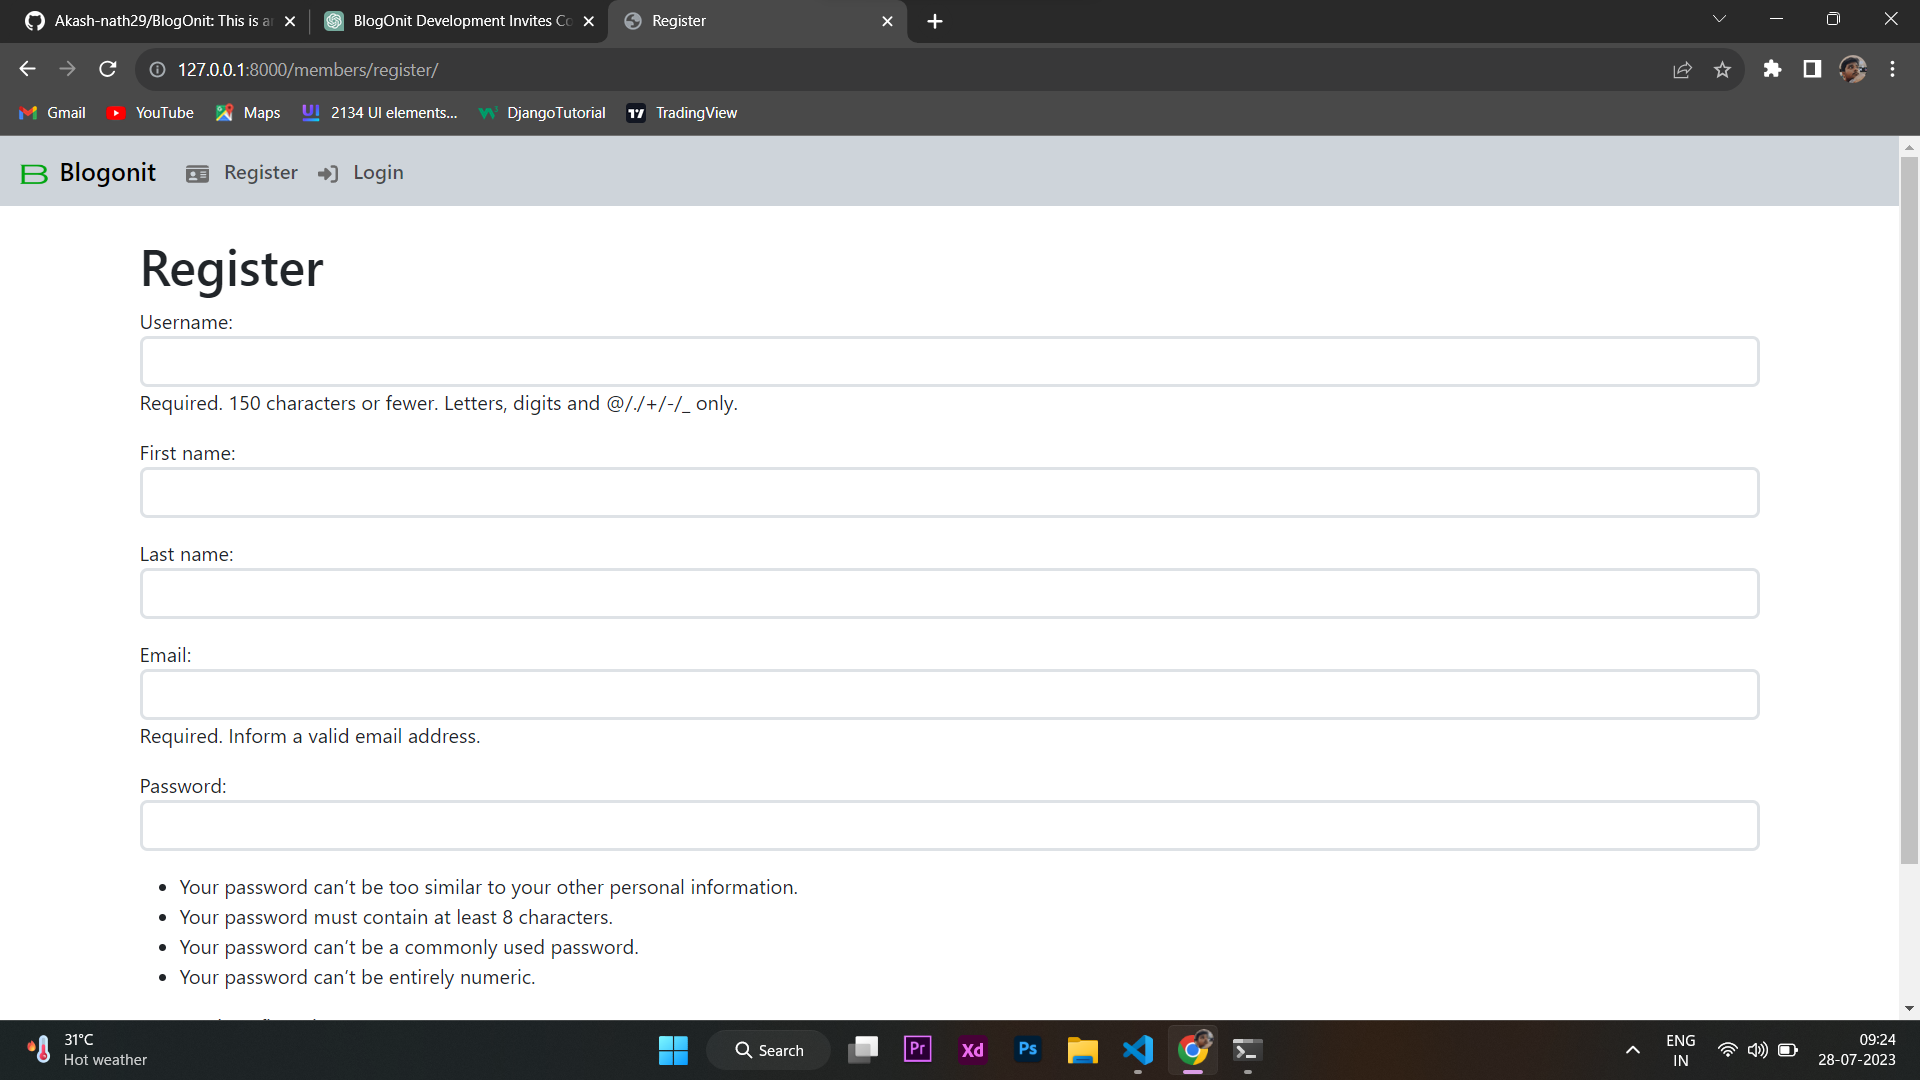 Akash-nath29/BlogOnit: This is a
BlogOnit Development Invites Co
Register
127.0.0.1:8000/members/register/
Gmail
YouTube
Maps
2134 UI elements...
DjangoTutorial
TradingView
Blogonit
Register
Login
Register
Username:
Required. 150 characters or fewer. Letters, digits and @/./+/-/_ only.
First name:
Last name:
Email:
Required. Inform a valid email address.
Password:
• Your password can’t be too similar to your other personal information.
• Your password must contain at least 8 characters.
• Your password can’t be a commonly used password.
• Your password can’t be entirely numeric.
31°C
Hot weather
Search
Pr
Xd
Ps
ENG
IN
09:24
28-07-2023